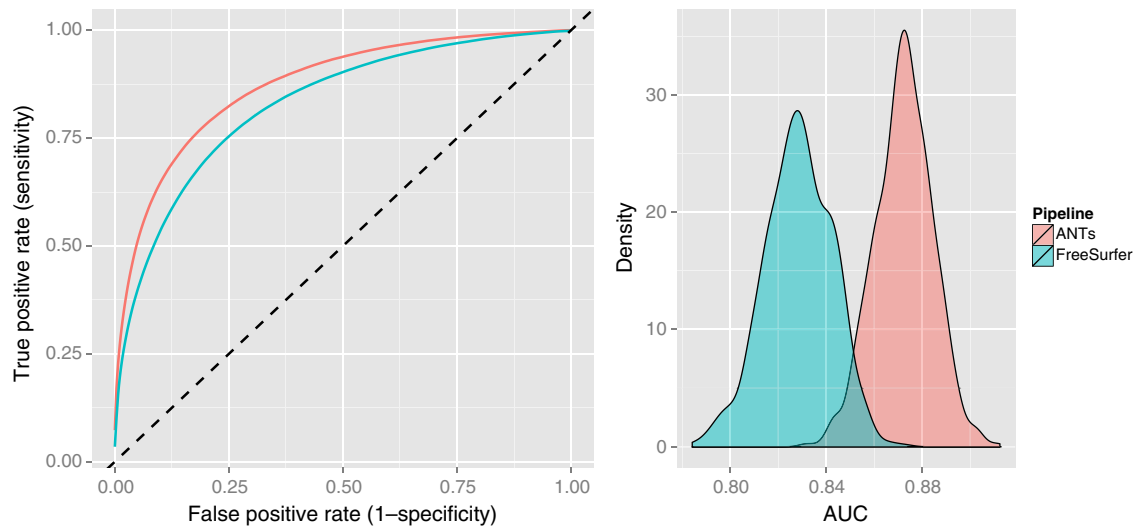 1.00
0.75
0.50
0.25
0.00
True positive rate (sensitivity)
0.00 0.25 0.50 0.75 1.00
False positive rate (1–specificity)
30
20
10
0
Density
0.80 0.84 0.88
AUC
Pipeline
ANTs
FreeSurfer